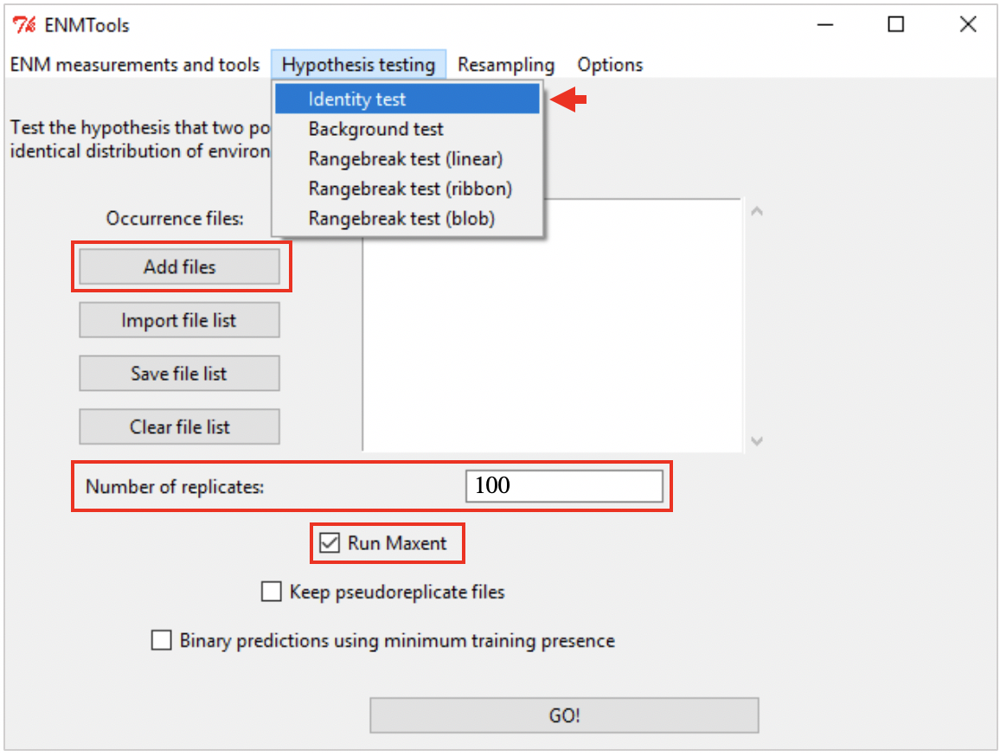 ENMTools
ENM measurements and tools Hypothesis testing Resampling Options
Identity test
Background test
Rangebreak test (linear)
Rangebreak test (ribbon)
Rangebreak test (blob)
Test the hypothesis that two po
identical distribution of environ
Occurrence files:
Add files
Import file list
Save file list
Clear file list
Number of replicates: 100
Run Maxent
Keep pseudoreplicate files
Binary predictions using minimum training presence
GO!